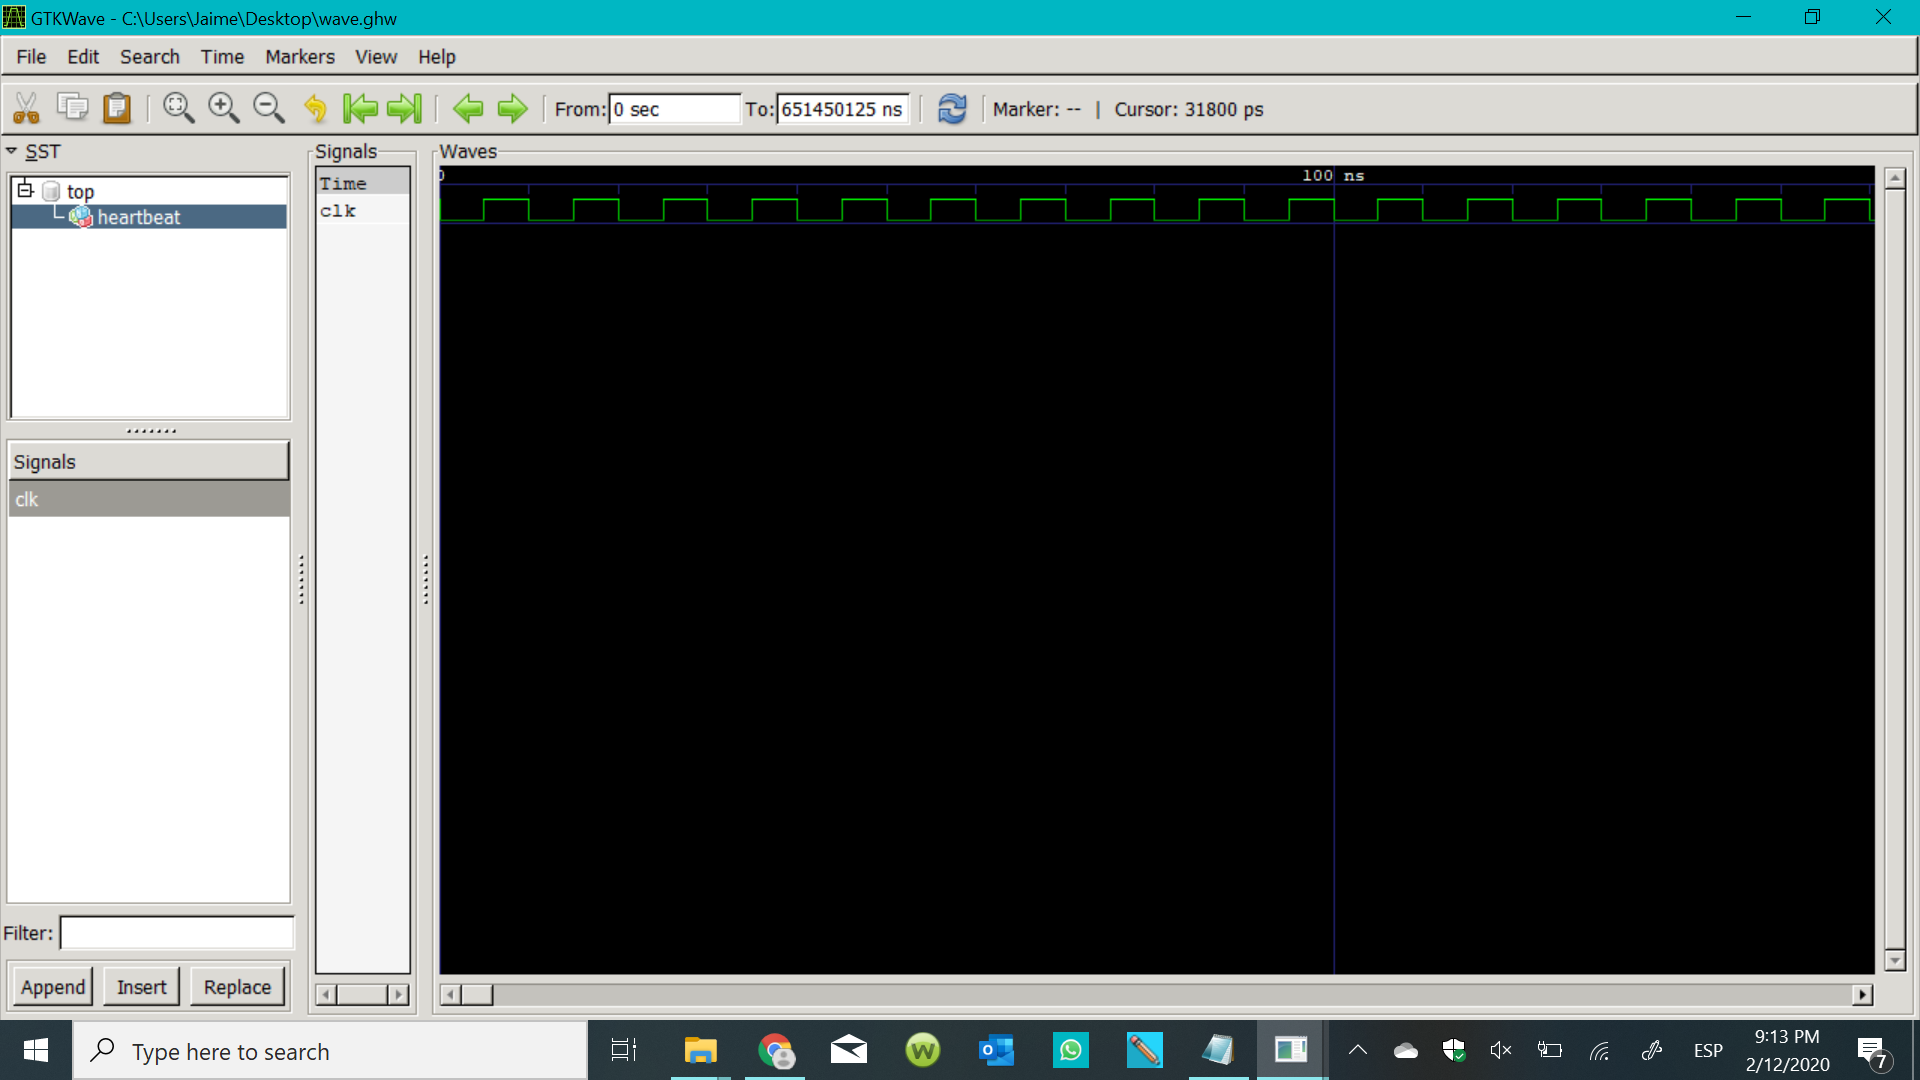 GTKWave - C:\Users\Jaime\Desktop\wave.ghw
File Edit Search Time Markers View Help
From: 0 sec To: 651450125 ns Marker: -- | Cursor: 31800 ps
SST
top
heartbeat
Signals
clk
Filter:
Append Insert Replace
Signals
Time
clk
Waves
0 100 ns
Type here to search
ESP
9:13 PM
2/12/2020
7